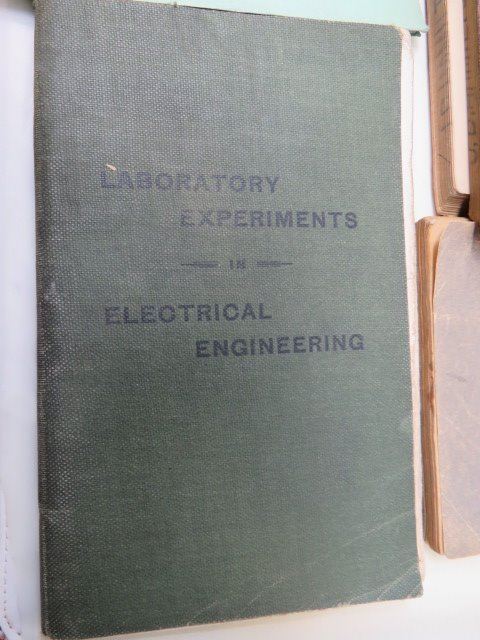 LABORATORY
EXPERIMENTS
IN
ELECTRICAL
ENGINEERING